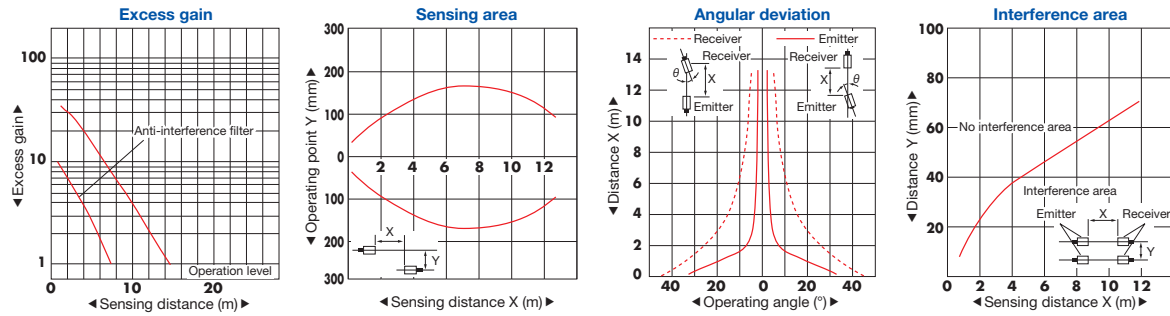 Excess gain
100
10
1
Anti-interference filter
Operation level
0
10
20
◄Excess gain►
◄Sensing distance (m)►
Sensing area
300
200
100
0
100
200
300
2
4
6
8
10
12
X
Y
◄Operating point Y (mm)►
◄Sensing distance X (m)►
Angular deviation
Receiver
Emitter
Receiver
θ
X
Emitter
Receiver
X
θ
Emitter
16
14
12
10
8
6
4
2
0
40
20
0
20
40
◄Distance X (m)►
◄Operating angle (°)►
Interference area
100
80
60
40
20
No interference area
Interference area
Emitter
X
Receiver
Y
0
2
4
6
8
10
12
◄Distance Y (mm)►
◄Sensing distance X (m)►